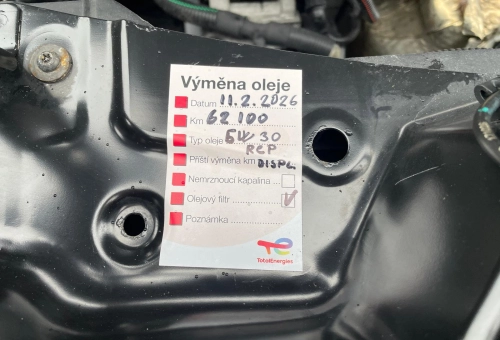 Výměna oleje
Datum 11.2.2026
Km 62 100
Typ oleje 5W 30
RCP
Příští výměna km DISPL.
Nemrznoucí kapalina ...
Olejový filtr ..........
Poznámka ..............
TotalEnergies